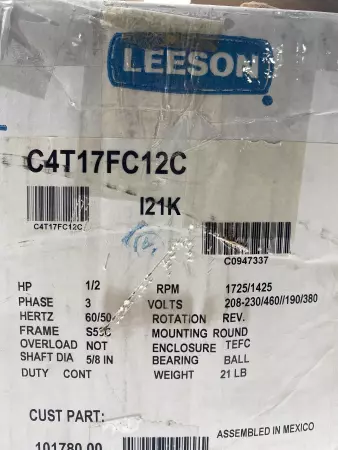 LEESON
C4T17FC12C
I21K
C4T17FC12C
C0947337
HP 1/2 RPM 1725/1425
PHASE 3 VOLTS 208-230/460//190/380
HERTZ 60/50 ROTATION REV.
FRAME MOUNTING ROUND
OVERLOAD NOT ENCLOSURE TEFC
SHAFT DIA 5/8 IN BEARING BALL
DUTY CONT WEIGHT 21 LB
CUST PART:
101780.00 ASSEMBLED IN MEXICO